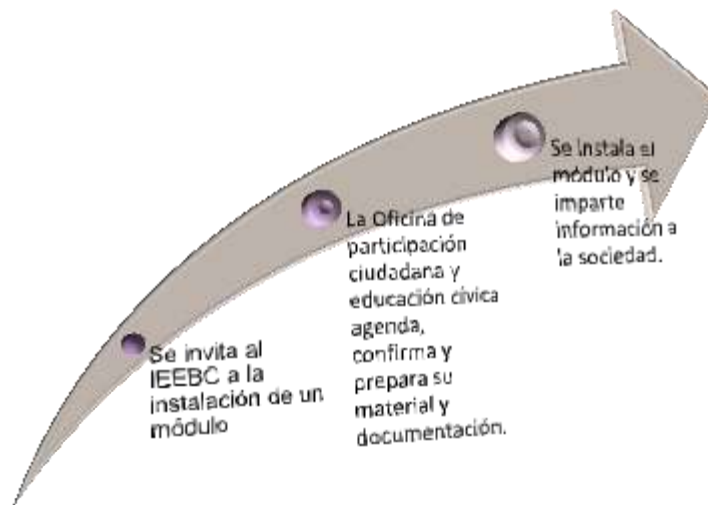 Se invita al
IEEBC a la
instalación de un
módulo
La Oficina de
participación
ciudadana y
educación cívica
agenda,
confirma y
prepara su
material y
documentación.
Se instala el
módulo y se
imparte
información a
la sociedad.